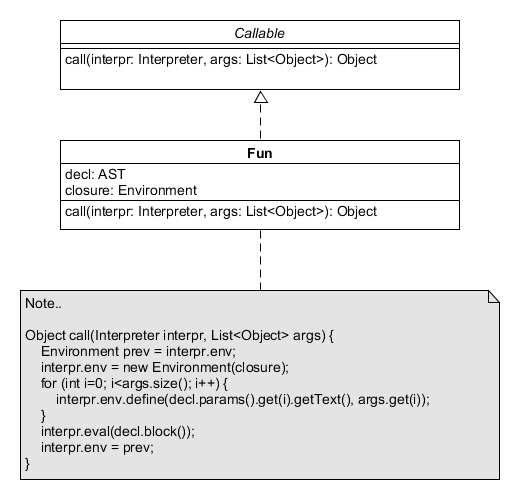 Callable
call(interpr: Interpreter, args: List<Object>): Object
Fun
decl: AST
closure: Environment
call(interpr: Interpreter, args: List<Object>): Object
Note..
Object call(Interpreter interpr, List<Object> args) {
    Environment prev = interpr.env;
    interpr.env = new Environment(closure);
    for (int i=0; i<args.size(); i++) {
        interpr.env.define(decl.params().get(i).getText(), args.get(i));
    }
    interpr.eval(decl.block());
    interpr.env = prev;
}